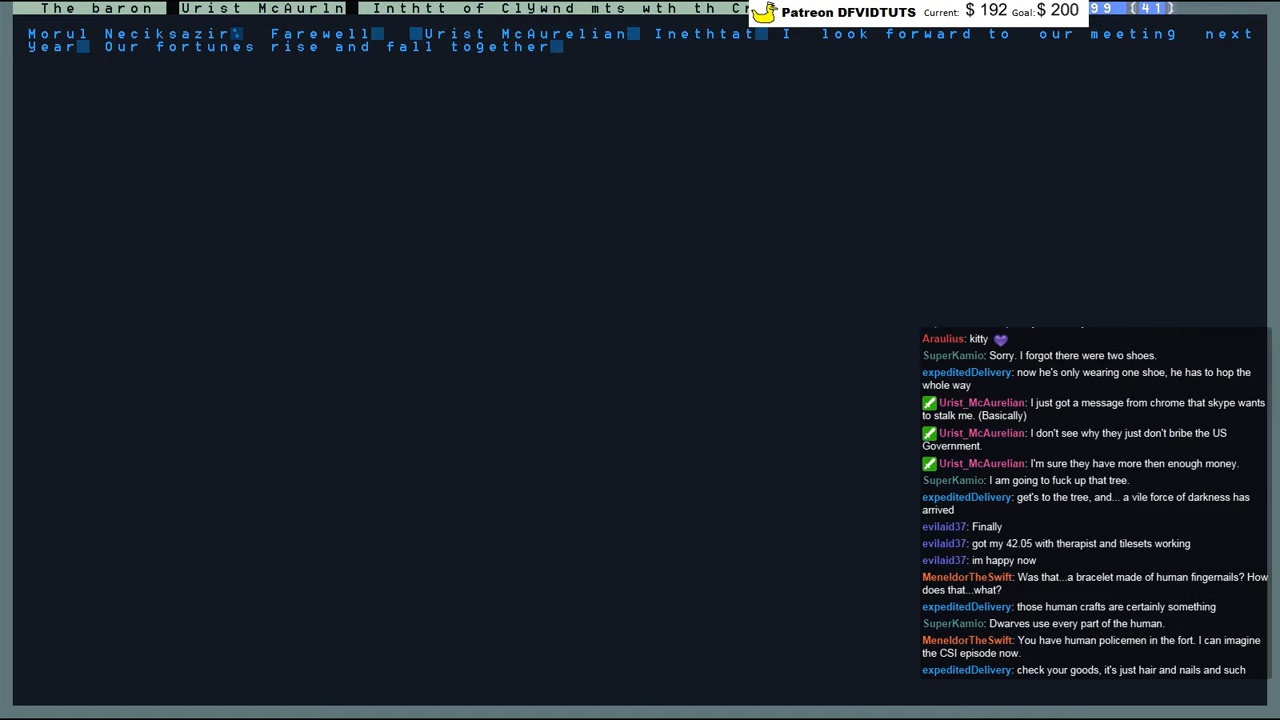 The baron Urist McAurln Inthtt of Clywnd mts wth th Cr
Patreon DFVIDTUTS Current: $ 192 Goal: $ 200
99 {41}
Morul Neciksazir: Farewell Urist McAurelian Inethtat I look forward to our meeting next
year Our fortunes rise and fall together
Araulius: kitty
SuperKamio: Sorry. I forgot there were two shoes.
expeditedDelivery: now he's only wearing one shoe, he has to hop the
whole way
Urist_McAurelian: I just got a message from chrome that skype wants
to stalk me. (Basically)
Urist_McAurelian: I don't see why they just don't bribe the US
Government.
Urist_McAurelian: I'm sure they have more then enough money.
SuperKamio: I am going to fuck up that tree.
expeditedDelivery: get's to the tree, and... a vile force of darkness has
arrived
evilaid37: Finally
evilaid37: got my 42.05 with therapist and tilesets working
evilaid37: im happy now
MeneldorTheSwift: Was that...a bracelet made of human fingernails? How
does that...what?
expeditedDelivery: those human crafts are certainly something
SuperKamio: Dwarves use every part of the human.
MeneldorTheSwift: You have human policemen in the fort. I can imagine
the CSI episode now.
expeditedDelivery: check your goods, it's just hair and nails and such